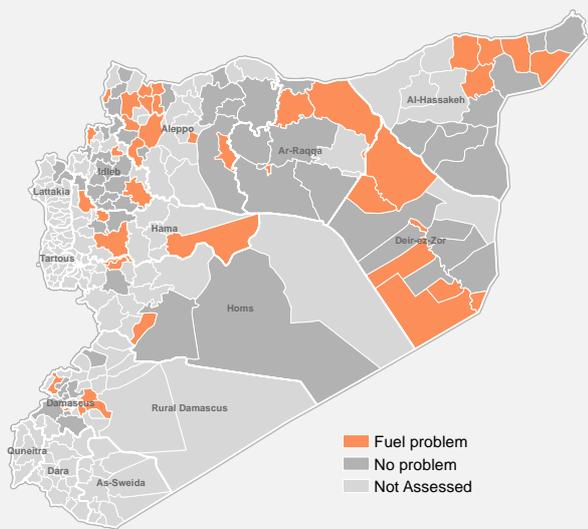 Al-Hassakeh
Aleppo
Ar-Raqqa
Idleb
Lattakia
Hama
Deir-ez-Zor
Tartous
Homs
Damascus
Rural Damascus
Quneitra
Dara
As-Sweida
Fuel problem
No problem
Not Assessed